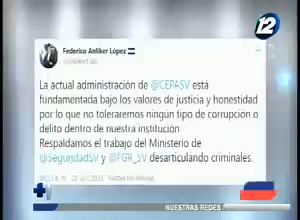 12
Federico Anliker López
La actual administración de @CEPASV está
fundamentada bajo los valores de justicia y honestidad
por lo que no toleraremos ningún tipo de corrupción o
delito dentro de nuestra institución.
Respaldamos el trabajo del Ministerio de
@SeguridadSV y @FGR_SV desarticulando criminales.
NUESTRAS REDES